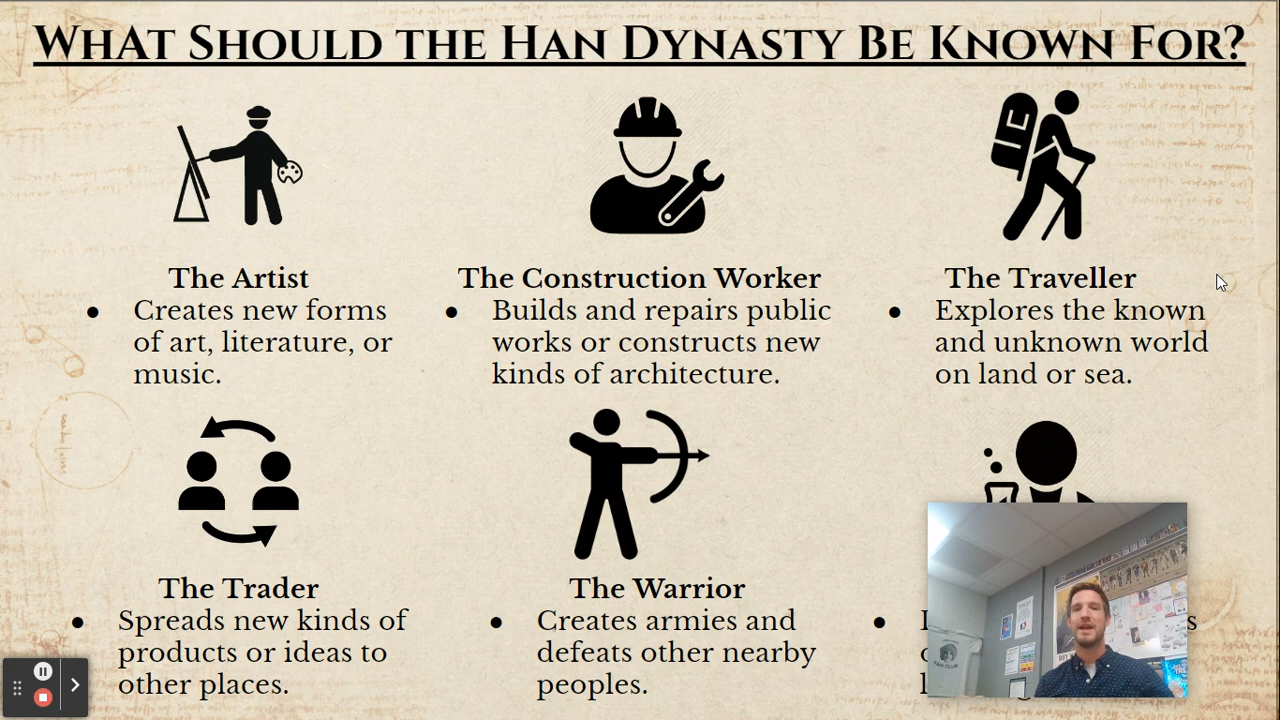 What Should the Han Dynasty Be Known For?
The Artist
● Creates new forms
of art, literature, or
music.
The Construction Worker
● Builds and repairs public
works or constructs new
kinds of architecture.
The Traveller
● Explores the known
and unknown world
on land or sea.
The Trader
● Spreads new kinds of
products or ideas to
other places.
The Warrior
● Creates armies and
defeats other nearby
peoples.
FAN CLUB